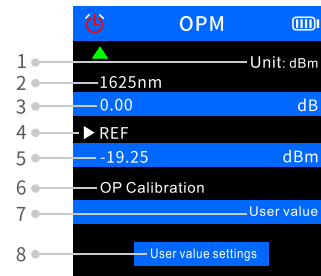 OPM
1 Unit: dBm
2 1625nm
3 0.00 dB
4 REF
5 -19.25 dBm
6 OP Calibration
7 User value
8 User value settings